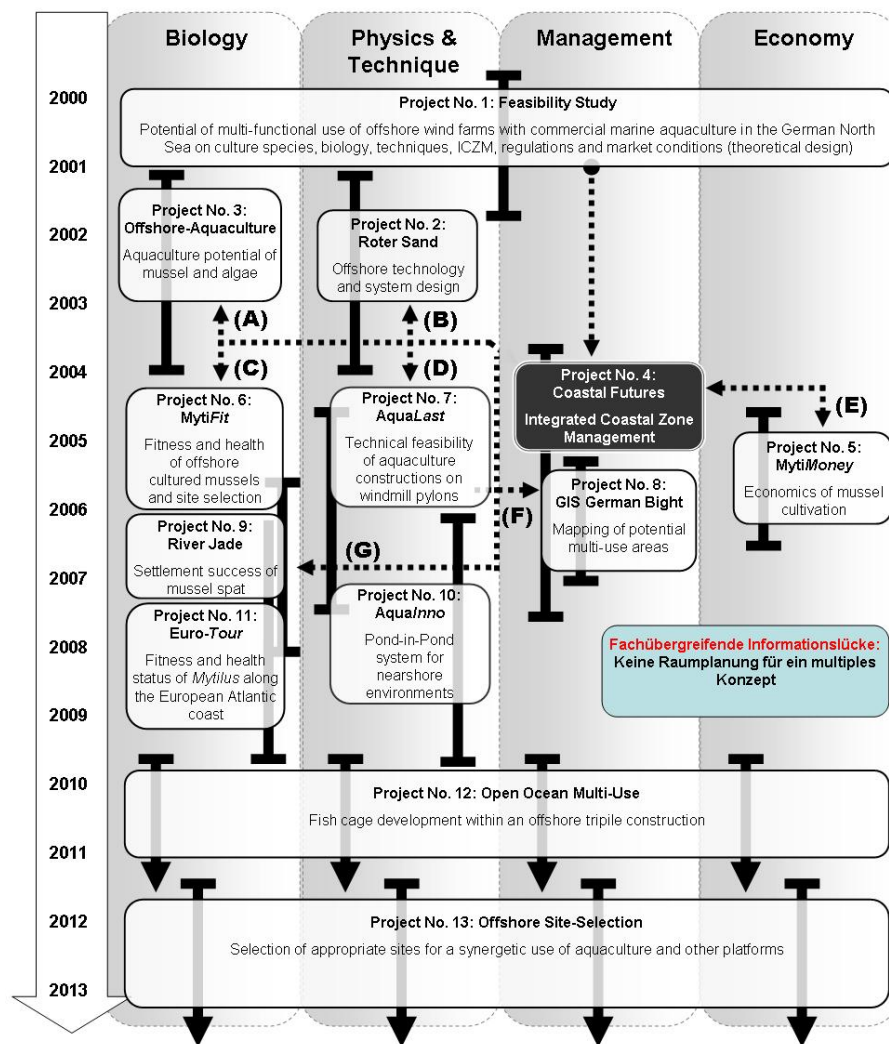 Biology
Physics &
Technique
Management
Economy
2000
Project No. 1: Feasibility Study
Potential of multi-functional use of offshore wind farms with commercial marine aquaculture in the German North
Sea on culture species, biology, techniques, ICZM, regulations and market conditions (theoretical design)
2001
Project No. 3:
Offshore-Aquaculture
Aquaculture potential of
mussel and algae
Project No. 2:
Roter Sand
Offshore technology
and system design
2002
2003
(A)
(B)
2004
(C)
(D)
Project No. 4:
Coastal Futures
Integrated Coastal Zone
Management
(E)
Project No. 6:
MytiFit
Fitness and health
of offshore
cultured mussels
and site selection
Project No. 7:
AquaLast
Technical feasibility
of aquaculture
constructions on
windmill pylons
2005
Project No. 5:
MytiMoney
Economics of mussel
cultivation
Project No. 8:
GIS German Bight
Mapping of potential
multi-use areas
2006
(F)
Project No. 9:
River Jade
Settlement success of
mussel spat
(G)
2007
Project No. 11:
Euro-Tour
Fitness and health
status of Mytilus along
the European Atlantic
coast
Project No. 10:
AquaInno
Pond-in-Pond
system for
nearshore
environments
2008
Fachübergreifende Informationslücke:
Keine Raumplanung für ein multiples
Konzept
2009
2010
Project No. 12: Open Ocean Multi-Use
Fish cage development within an offshore tripile construction
2011
2012
Project No. 13: Offshore Site-Selection
Selection of appropriate sites for a synergetic use of aquaculture and other platforms
2013